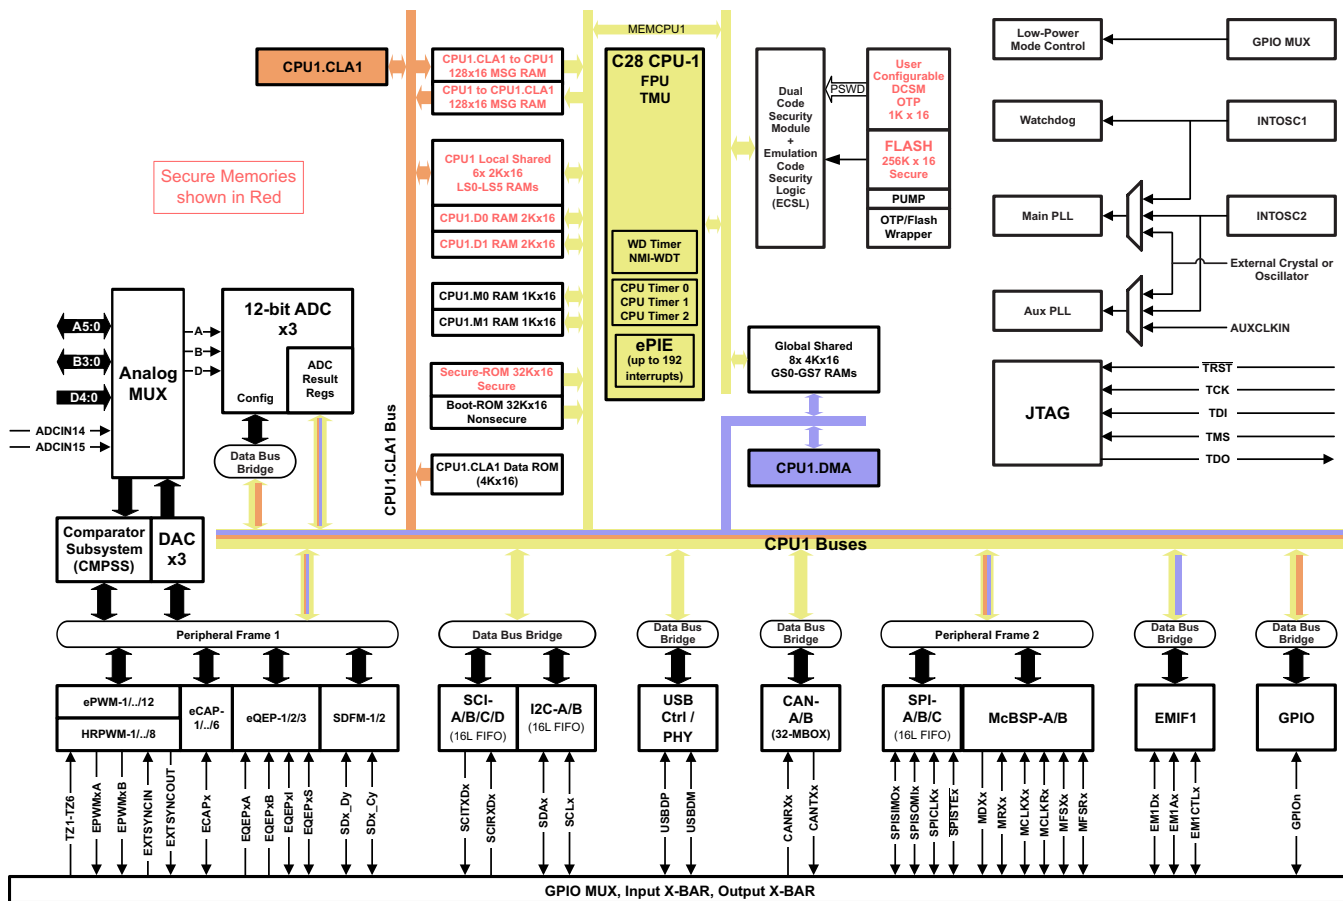 MEMCPU1
CPU1.CLA1
CPU1.CLA1 to CPU1
128x16 MSG RAM
CPU1 to CPU1.CLA1
128x16 MSG RAM
CPU1 Local Shared
6x 2Kx16
LS0-LS5 RAMs
CPU1.D0 RAM 2Kx16
CPU1.D1 RAM 2Kx16
CPU1.M0 RAM 1Kx16
CPU1.M1 RAM 1Kx16
Secure-ROM 32Kx16
Secure
Boot-ROM 32Kx16
Nonsecure
CPU1.CLA1 Data ROM
(4Kx16)
CPU1.CLA1 Bus
Secure Memories
shown in Red
C28 CPU-1
FPU
TMU
WD Timer
NMI-WDT
CPU Timer 0
CPU Timer 1
CPU Timer 2
ePIE
(up to 192
interrupts)
Dual
Code
Security
Module
+
Emulation
Code
Security
Logic
(ECSL)
PSWD
User
Configurable
DCSM
OTP
1K x 16
FLASH
256K x 16
Secure
PUMP
OTP/Flash
Wrapper
Global Shared
8x 4Kx16
GS0-GS7 RAMs
CPU1.DMA
Low-Power
Mode Control
GPIO MUX
Watchdog
INTOSC1
Main PLL
INTOSC2
External Crystal or
Oscillator
Aux PLL
AUXCLKIN
JTAG
TRST
TCK
TDI
TMS
TDO
A5:0
B3:0
D4:0
ADCIN14
ADCIN15
Analog
MUX
A
B
D
12-bit ADC
x3
ADC
Result
Regs
Config
Data Bus
Bridge
Comparator
Subsystem
(CMPSS)
DAC
x3
CPU1 Buses
Peripheral Frame 1
Data Bus Bridge
Data Bus
Bridge
Data Bus
Bridge
Peripheral Frame 2
Data Bus
Bridge
Data Bus
Bridge
ePWM-1/../12
HRPWM-1/../8
eCAP-
1/../6
eQEP-1/2/3
SDFM-1/2
SCI-
A/B/C/D
(16L FIFO)
I2C-A/B
(16L FIFO)
USB
Ctrl /
PHY
CAN-
A/B
(32-MBOX)
SPI-
A/B/C
(16L FIFO)
McBSP-A/B
EMIF1
GPIO
TZ1-TZ6
EPWMxA
EPWMxB
EXTSYNCIN
EXTSYNCOUT
ECAPx
EQEPxA
EQEPxB
EQEPxI
EQEPxS
SDx_Dy
SDx_Cy
SCITXDx
SCIRXDx
SDAx
SCLx
USBDP
USBDM
CANRXx
CANTXx
SPISIMOx
SPISOMIx
SPICLKx
SPISTEx
MDXx
MRXx
MCLKXx
MCLKRx
MFSXx
MFSRx
EM1Dx
EM1Ax
EM1CTLx
GPIOn
GPIO MUX, Input X-BAR, Output X-BAR